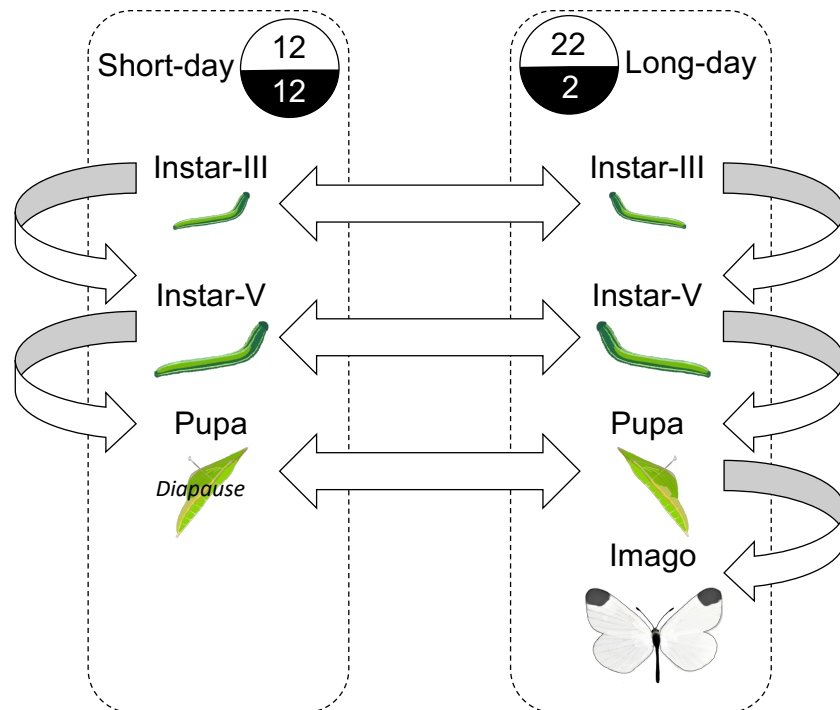 Short-day
12
12
Instar-III
Instar-V
Pupa
Diapause
22
2
Long-day
Instar-III
Instar-V
Pupa
Imago